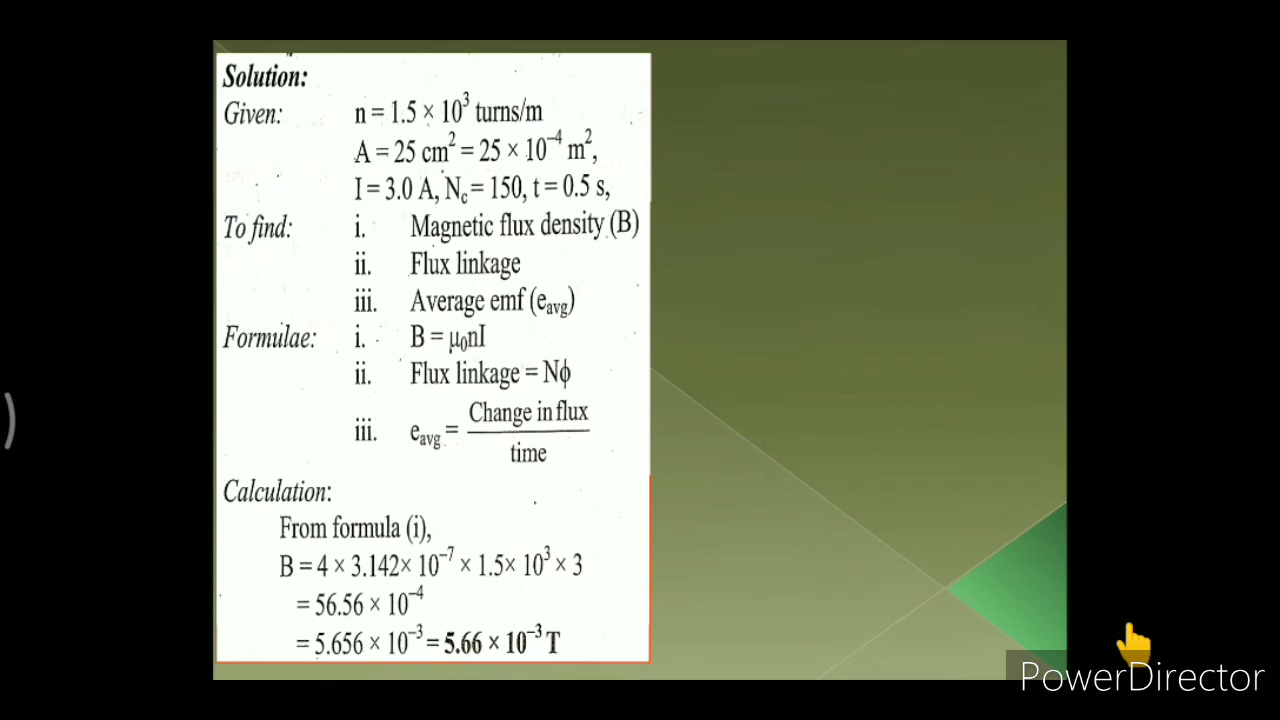 Solution:
Given: n = 1.5 × 10³ turns/m
A = 25 cm² = 25 × 10⁻⁴ m²,
I = 3.0 A, N꜀ = 150, t = 0.5 s,
To find: i. Magnetic flux density (B)
ii. Flux linkage
iii. Average emf (eₐᵥg)
Formulae: i. B = μ₀nI
ii. Flux linkage = Nϕ
iii. eₐᵥg = Change in flux
time
Calculation:
From formula (i),
B = 4 × 3.142× 10⁻⁷ × 1.5× 10³ × 3
= 56.56 × 10⁻⁴
= 5.656 × 10⁻³ = 5.66 × 10⁻³ T
PowerDirector